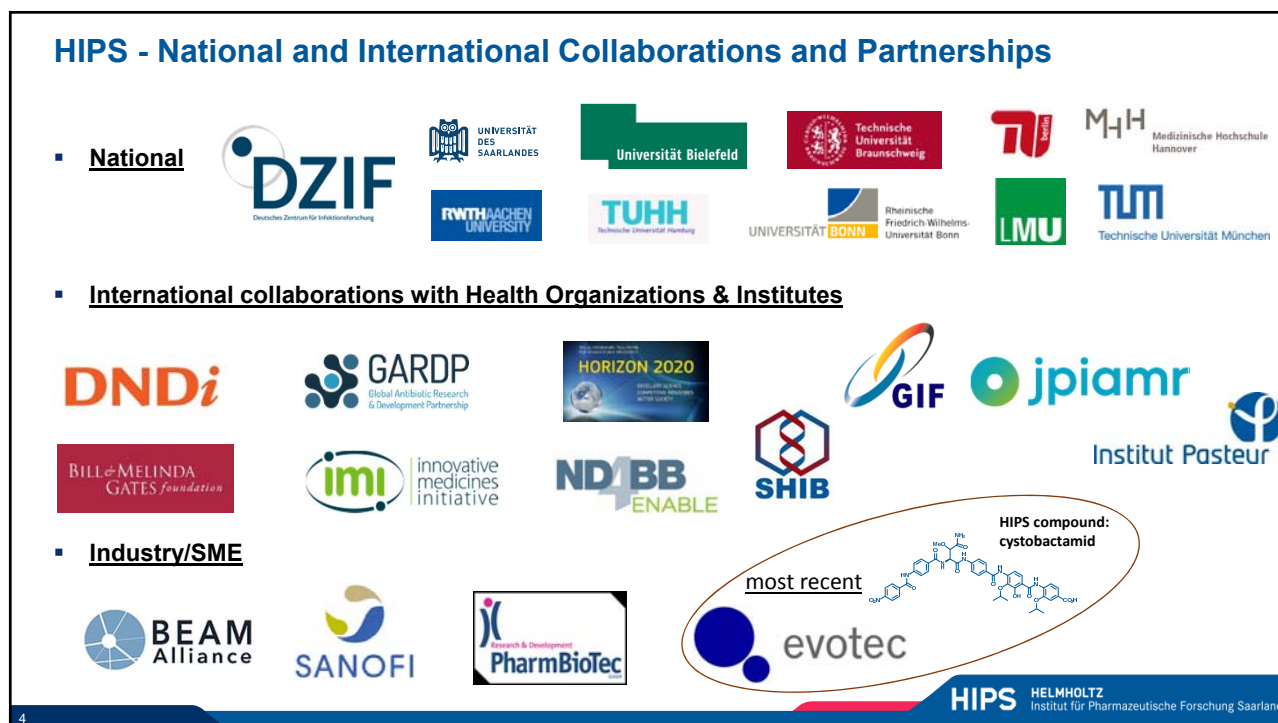 HIPS - National and International Collaborations and Partnerships
▪ National
DZIF
Deutsches Zentrum für Infektionsforschung
UNIVERSITÄT
DES
SAARLANDES
Universität Bielefeld
Technische
Universität
Braunschweig
TU
berlin
MHH
Medizinische Hochschule
Hannover
RWTHAACHEN
UNIVERSITY
TUHH
Technische Universität Hamburg
UNIVERSITÄT BONN
Rheinische
Friedrich-Wilhelms-
Universität Bonn
LMU
TUM
Technische Universität München
▪ International collaborations with Health Organizations & Institutes
DNDi
GARDP
Global Antibiotic Research
& Development Partnership
HORIZON 2020
GIF
jpiamr
Institut Pasteur
BILL & MELINDA
GATES foundation
imi
innovative
medicines
initiative
ND4BB
ENABLE
SHIB
▪ Industry/SME
BEAM
Alliance
SANOFI
Research & Development
PharmBioTec
GmbH
most recent
HIPS compound:
cystobactamid
evotec
4
HIPS
HELMHOLTZ
Institut für Pharmazeutische Forschung Saarland